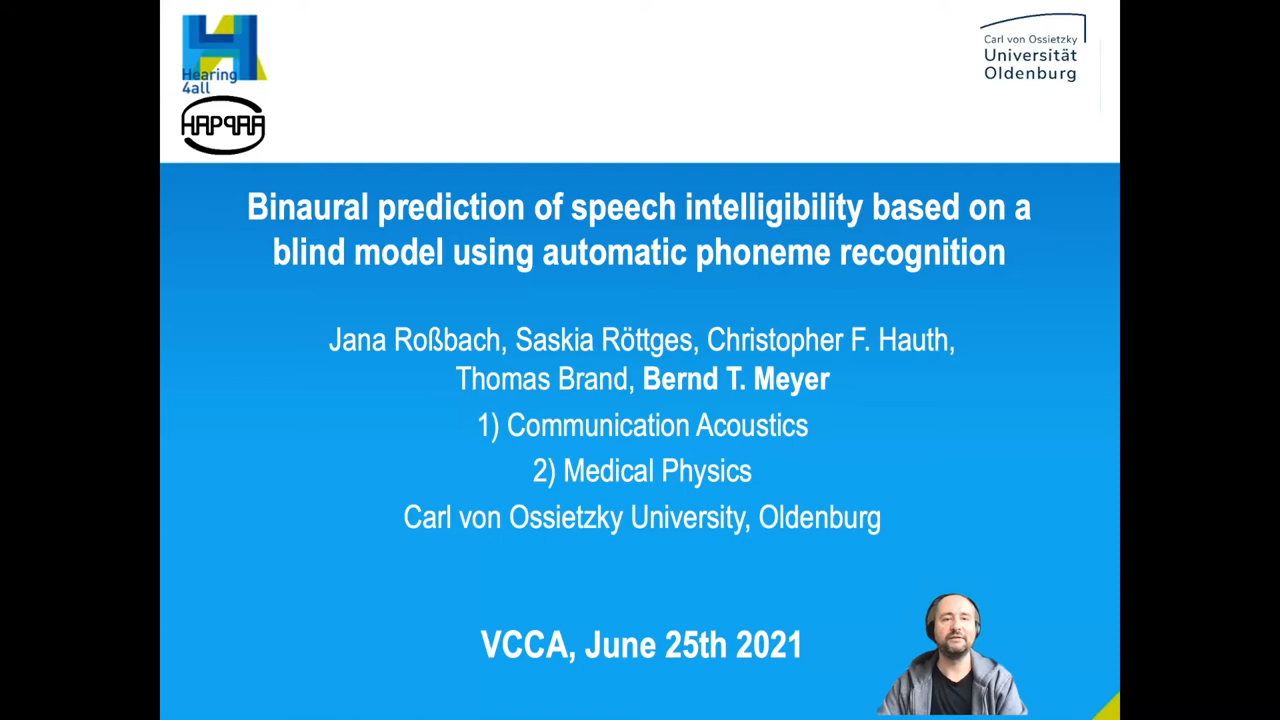 Hearing
4all
HAPPAA
Carl von Ossietzky
Universität
Oldenburg
Binaural prediction of speech intelligibility based on a
blind model using automatic phoneme recognition
Jana Roßbach, Saskia Röttges, Christopher F. Hauth,
Thomas Brand, Bernd T. Meyer
1) Communication Acoustics
2) Medical Physics
Carl von Ossietzky University, Oldenburg
VCCA, June 25th 2021